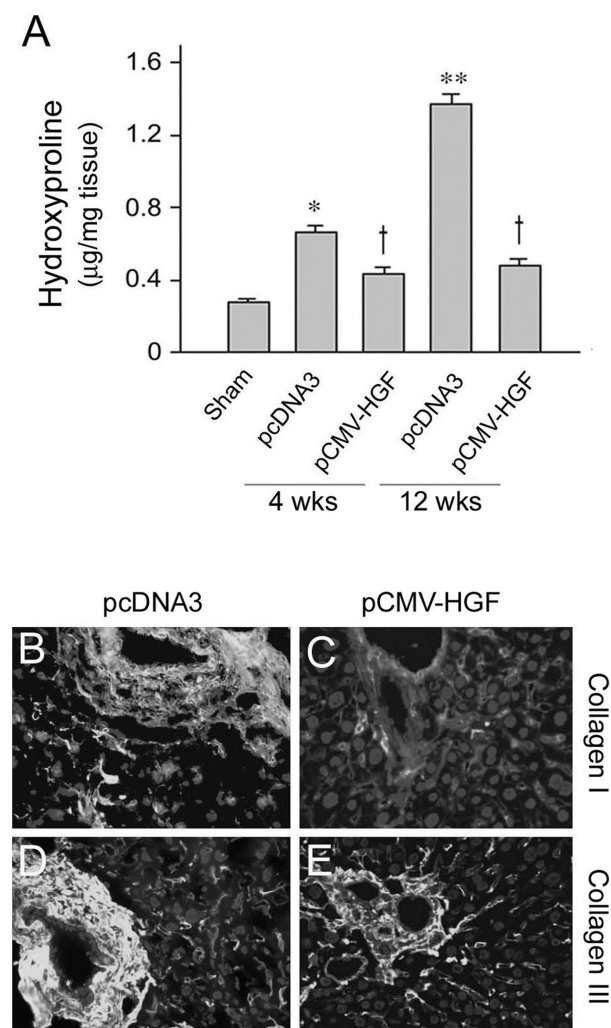 A
Hydroxyproline
(μg/mg tissue)
1.6
1.2
0.8
0.4
0
*
†
**
†
Sham
pcDNA3
pCMV-HGF
pcDNA3
pCMV-HGF
4 wks
12 wks
pcDNA3
pCMV-HGF
B
C
Collagen I
D
E
Collagen III